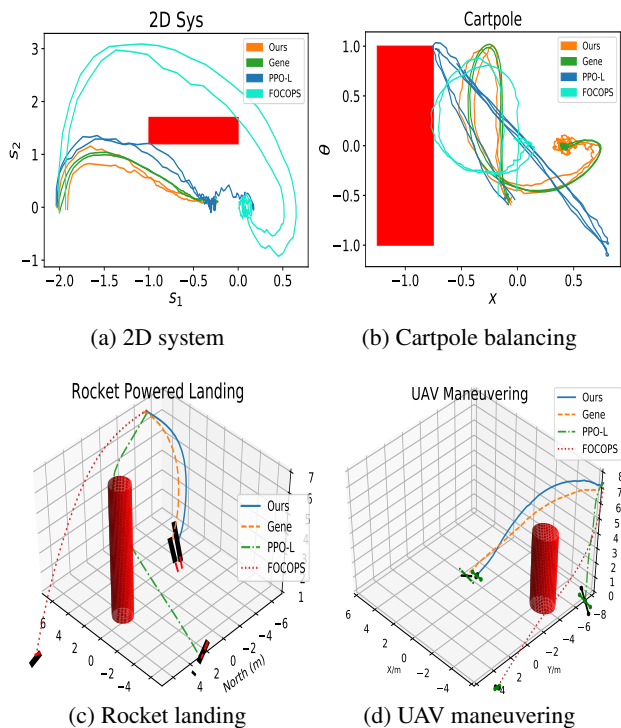 2D Sys
Ours
Gene
PPO-L
FOCOPS
3
2
1
0
−1
s2
−2.0 −1.5 −1.0 −0.5 0.0 0.5
s1
(a) 2D system
Cartpole
Ours
Gene
PPO-L
FOCOPS
1.0
0.5
0.0
−0.5
−1.0
θ
−1.0 −0.5 0.0 0.5
x
(b) Cartpole balancing
Rocket Powered Landing
Ours
Gene
PPO-L
FOCOPS
7
6
5
4
3
2
1
6 4 2 0 −2 −4
North (m)
4 2 0 −2 −4 −6
(c) Rocket landing
UAV Maneuvering
Ours
Gene
PPO-L
FOCOPS
8
7
6
5
4
3
2
1
0
6 4 2 0 −2 −4
X/m
4 2 0 −2 −4 −6 −8
Y/m
(d) UAV maneuvering